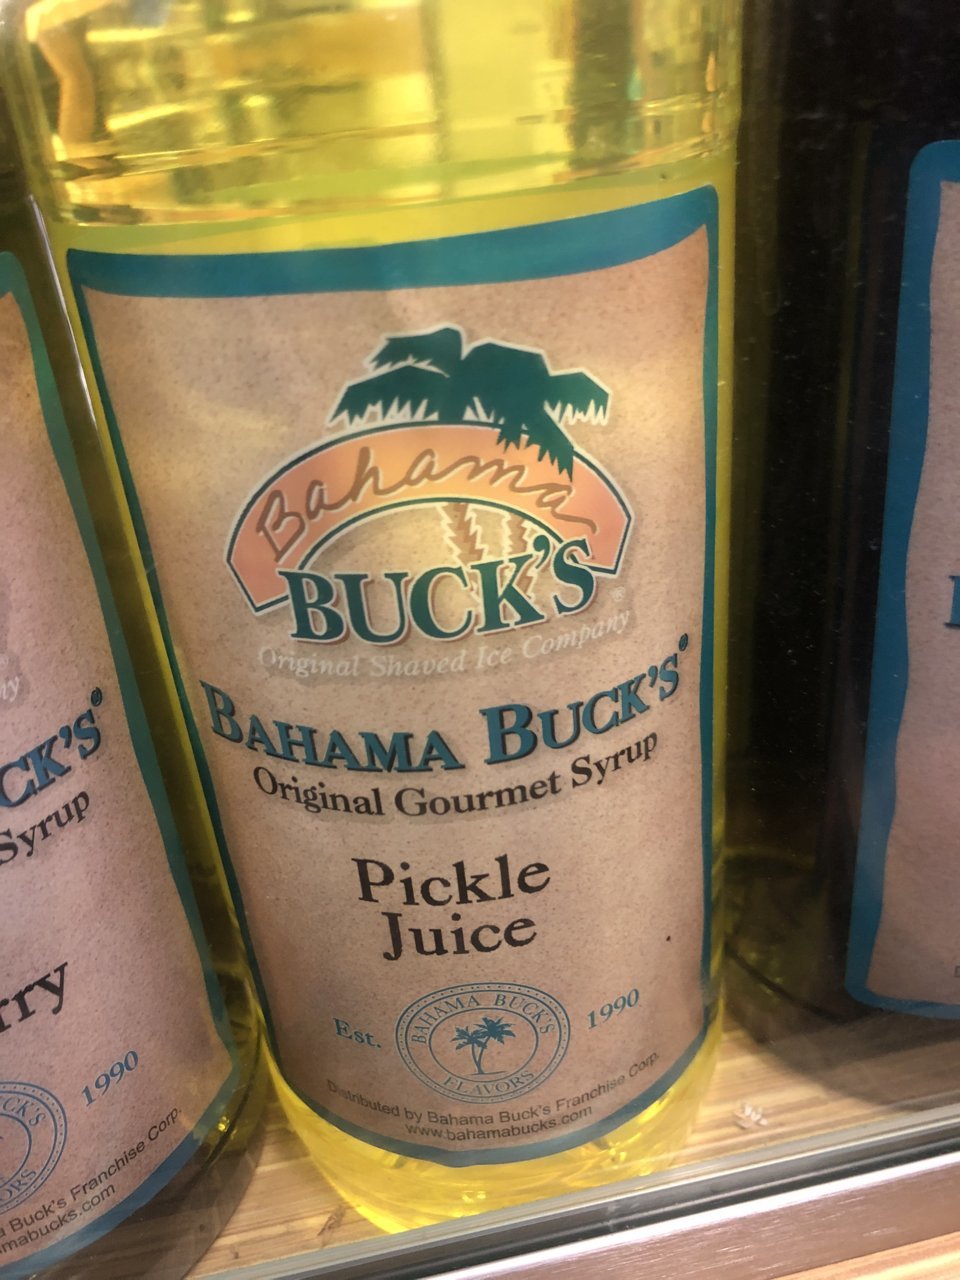 Bahama
BUCK'S®
Original Shaved Ice Company
BAHAMA BUCK'S®
Original Gourmet Syrup
Pickle
Juice
Est.
BAHAMA BUCK'S
FLAVORS
1990
Distributed by Bahama Buck's Franchise Corp.
www.bahamabucks.com
CK'S®
Syrup
rry
1990
Buck's Franchise Corp.
mabucks.com